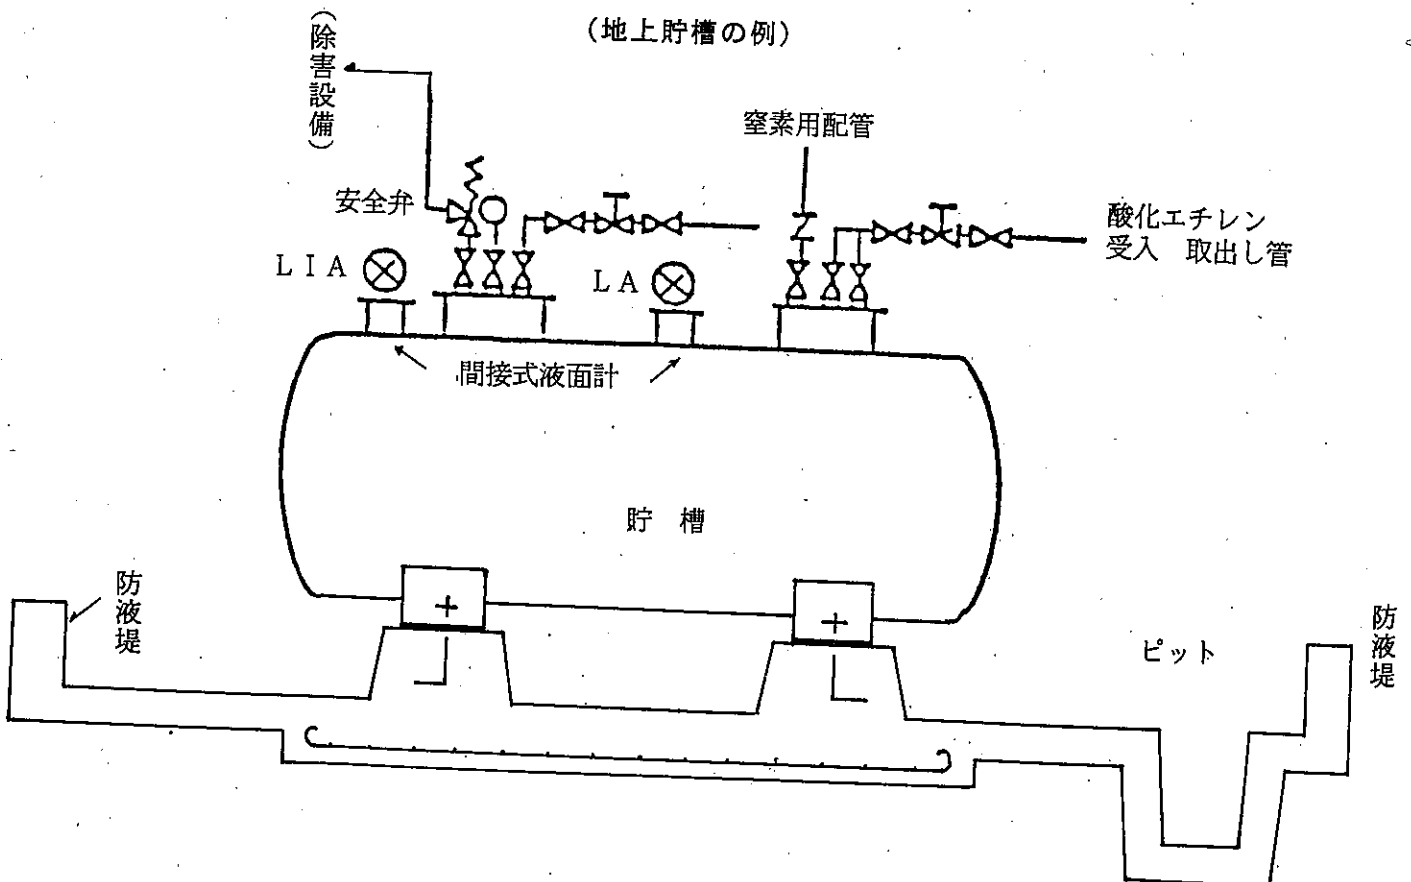 (地上貯槽の例)
(除害設備)
窒素用配管
安全弁
酸化エチレン
受入 取出し管
LIA
LA
間接式液面計
貯 槽
防液堤
ピット
防液堤